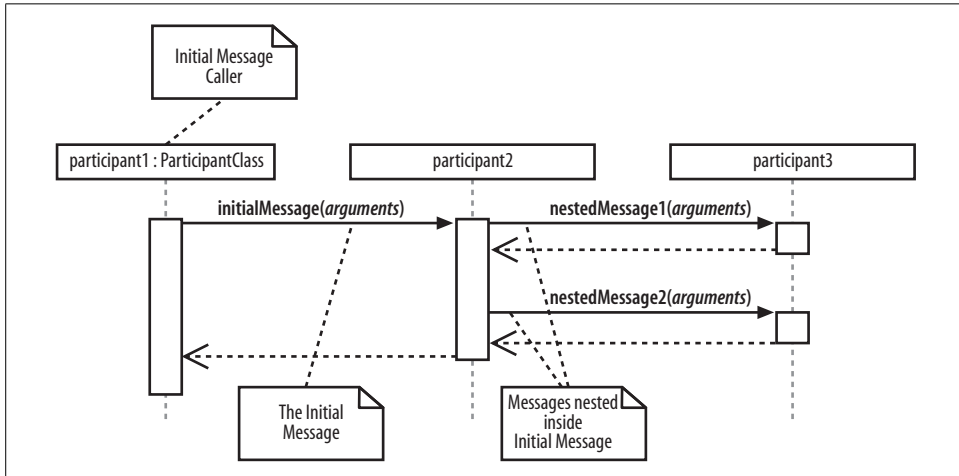 Initial Message
Caller
participant1 : ParticipantClass
participant2
participant3
initialMessage(arguments)
nestedMessage1(arguments)
nestedMessage2(arguments)
The Initial
Message
Messages nested
inside
Initial Message